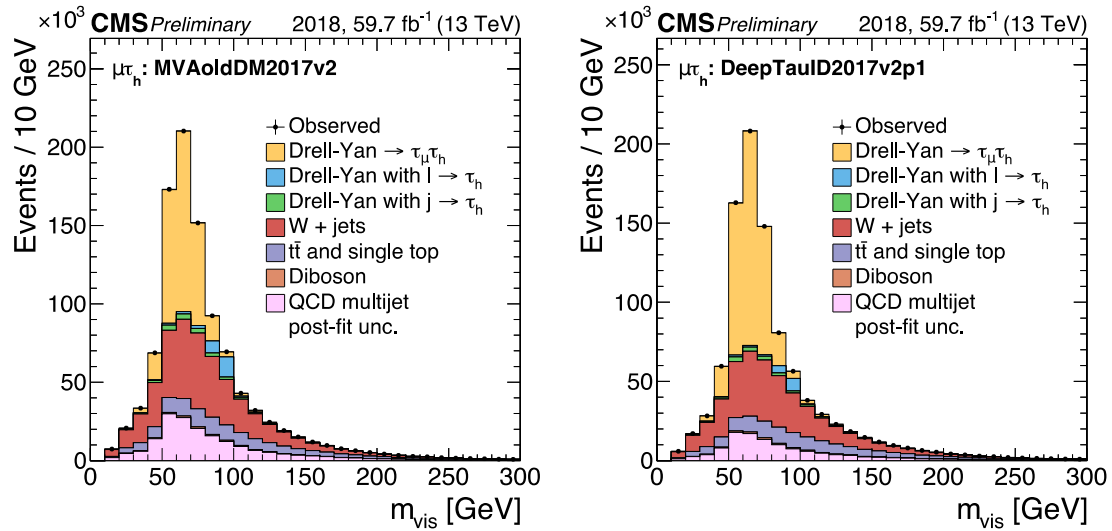 ×10³ CMS Preliminary 2018, 59.7 fb⁻¹ (13 TeV)
μτh: MVAoldDM2017v2
Observed
Drell-Yan → τμτh
Drell-Yan with l → τh
Drell-Yan with j → τh
W + jets
tt̄ and single top
Diboson
QCD multijet
post-fit unc.
Events / 10 GeV
250
200
150
100
50
0
0 50 100 150 200 250 300
mvis [GeV]
×10³ CMS Preliminary 2018, 59.7 fb⁻¹ (13 TeV)
μτh: DeepTauID2017v2p1
Observed
Drell-Yan → τμτh
Drell-Yan with l → τh
Drell-Yan with j → τh
W + jets
tt̄ and single top
Diboson
QCD multijet
post-fit unc.
Events / 10 GeV
250
200
150
100
50
0
0 50 100 150 200 250 300
mvis [GeV]